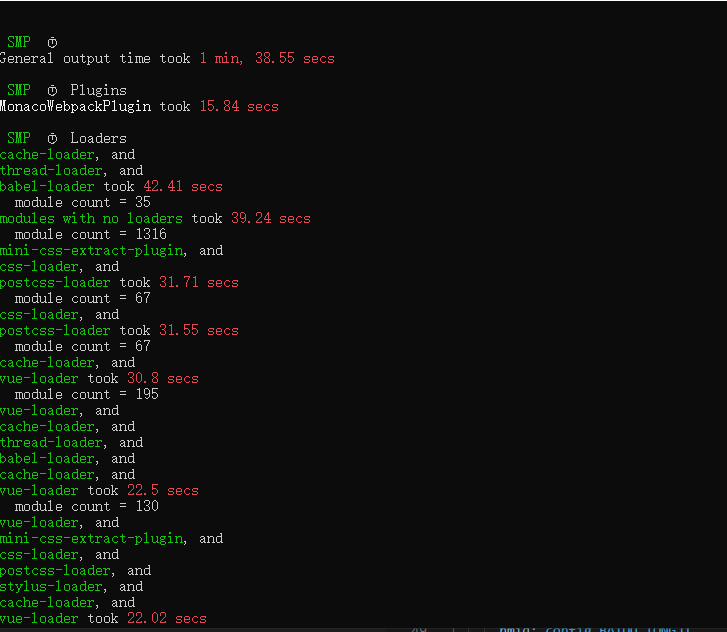 SMP ⏱
General output time took 1 min, 38.55 secs
SMP ⏱ Plugins
MonacoWebpackPlugin took 15.84 secs
SMP ⏱ Loaders
cache-loader, and
thread-loader, and
babel-loader took 42.41 secs
module count = 35
modules with no loaders took 39.24 secs
module count = 1316
mini-css-extract-plugin, and
css-loader, and
postcss-loader took 31.71 secs
module count = 67
css-loader, and
postcss-loader took 31.55 secs
module count = 67
cache-loader, and
vue-loader took 30.8 secs
module count = 195
vue-loader, and
cache-loader, and
thread-loader, and
babel-loader, and
cache-loader, and
vue-loader took 22.5 secs
module count = 130
vue-loader, and
mini-css-extract-plugin, and
css-loader, and
postcss-loader, and
stylus-loader, and
cache-loader, and
vue-loader took 22.02 secs